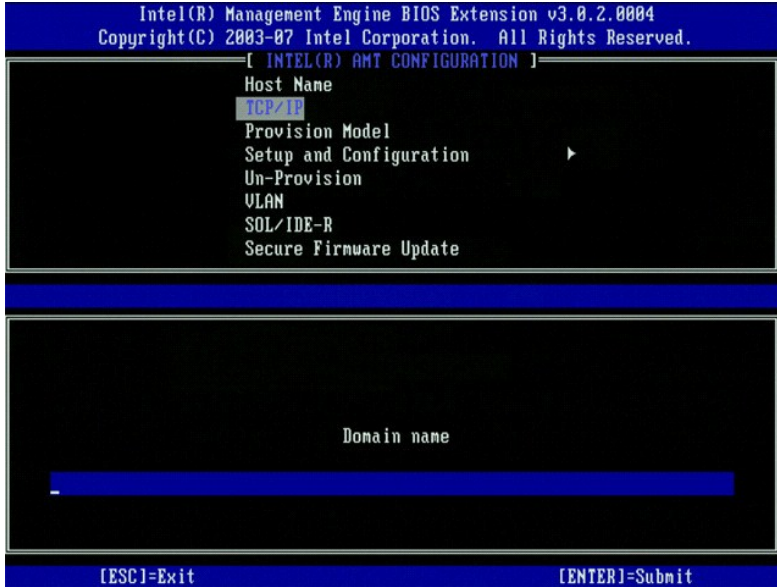 Intel(R) Management Engine BIOS Extension v3.0.2.0004
Copyright(C) 2003-07 Intel Corporation. All Rights Reserved.
[ INTEL(R) AMT CONFIGURATION ]
Host Name
TCP/IP
Provision Model
Setup and Configuration
Un-Provision
VLAN
SOL/IDE-R
Secure Firmware Update
Domain name
[ESC]=Exit [ENTER]=Submit